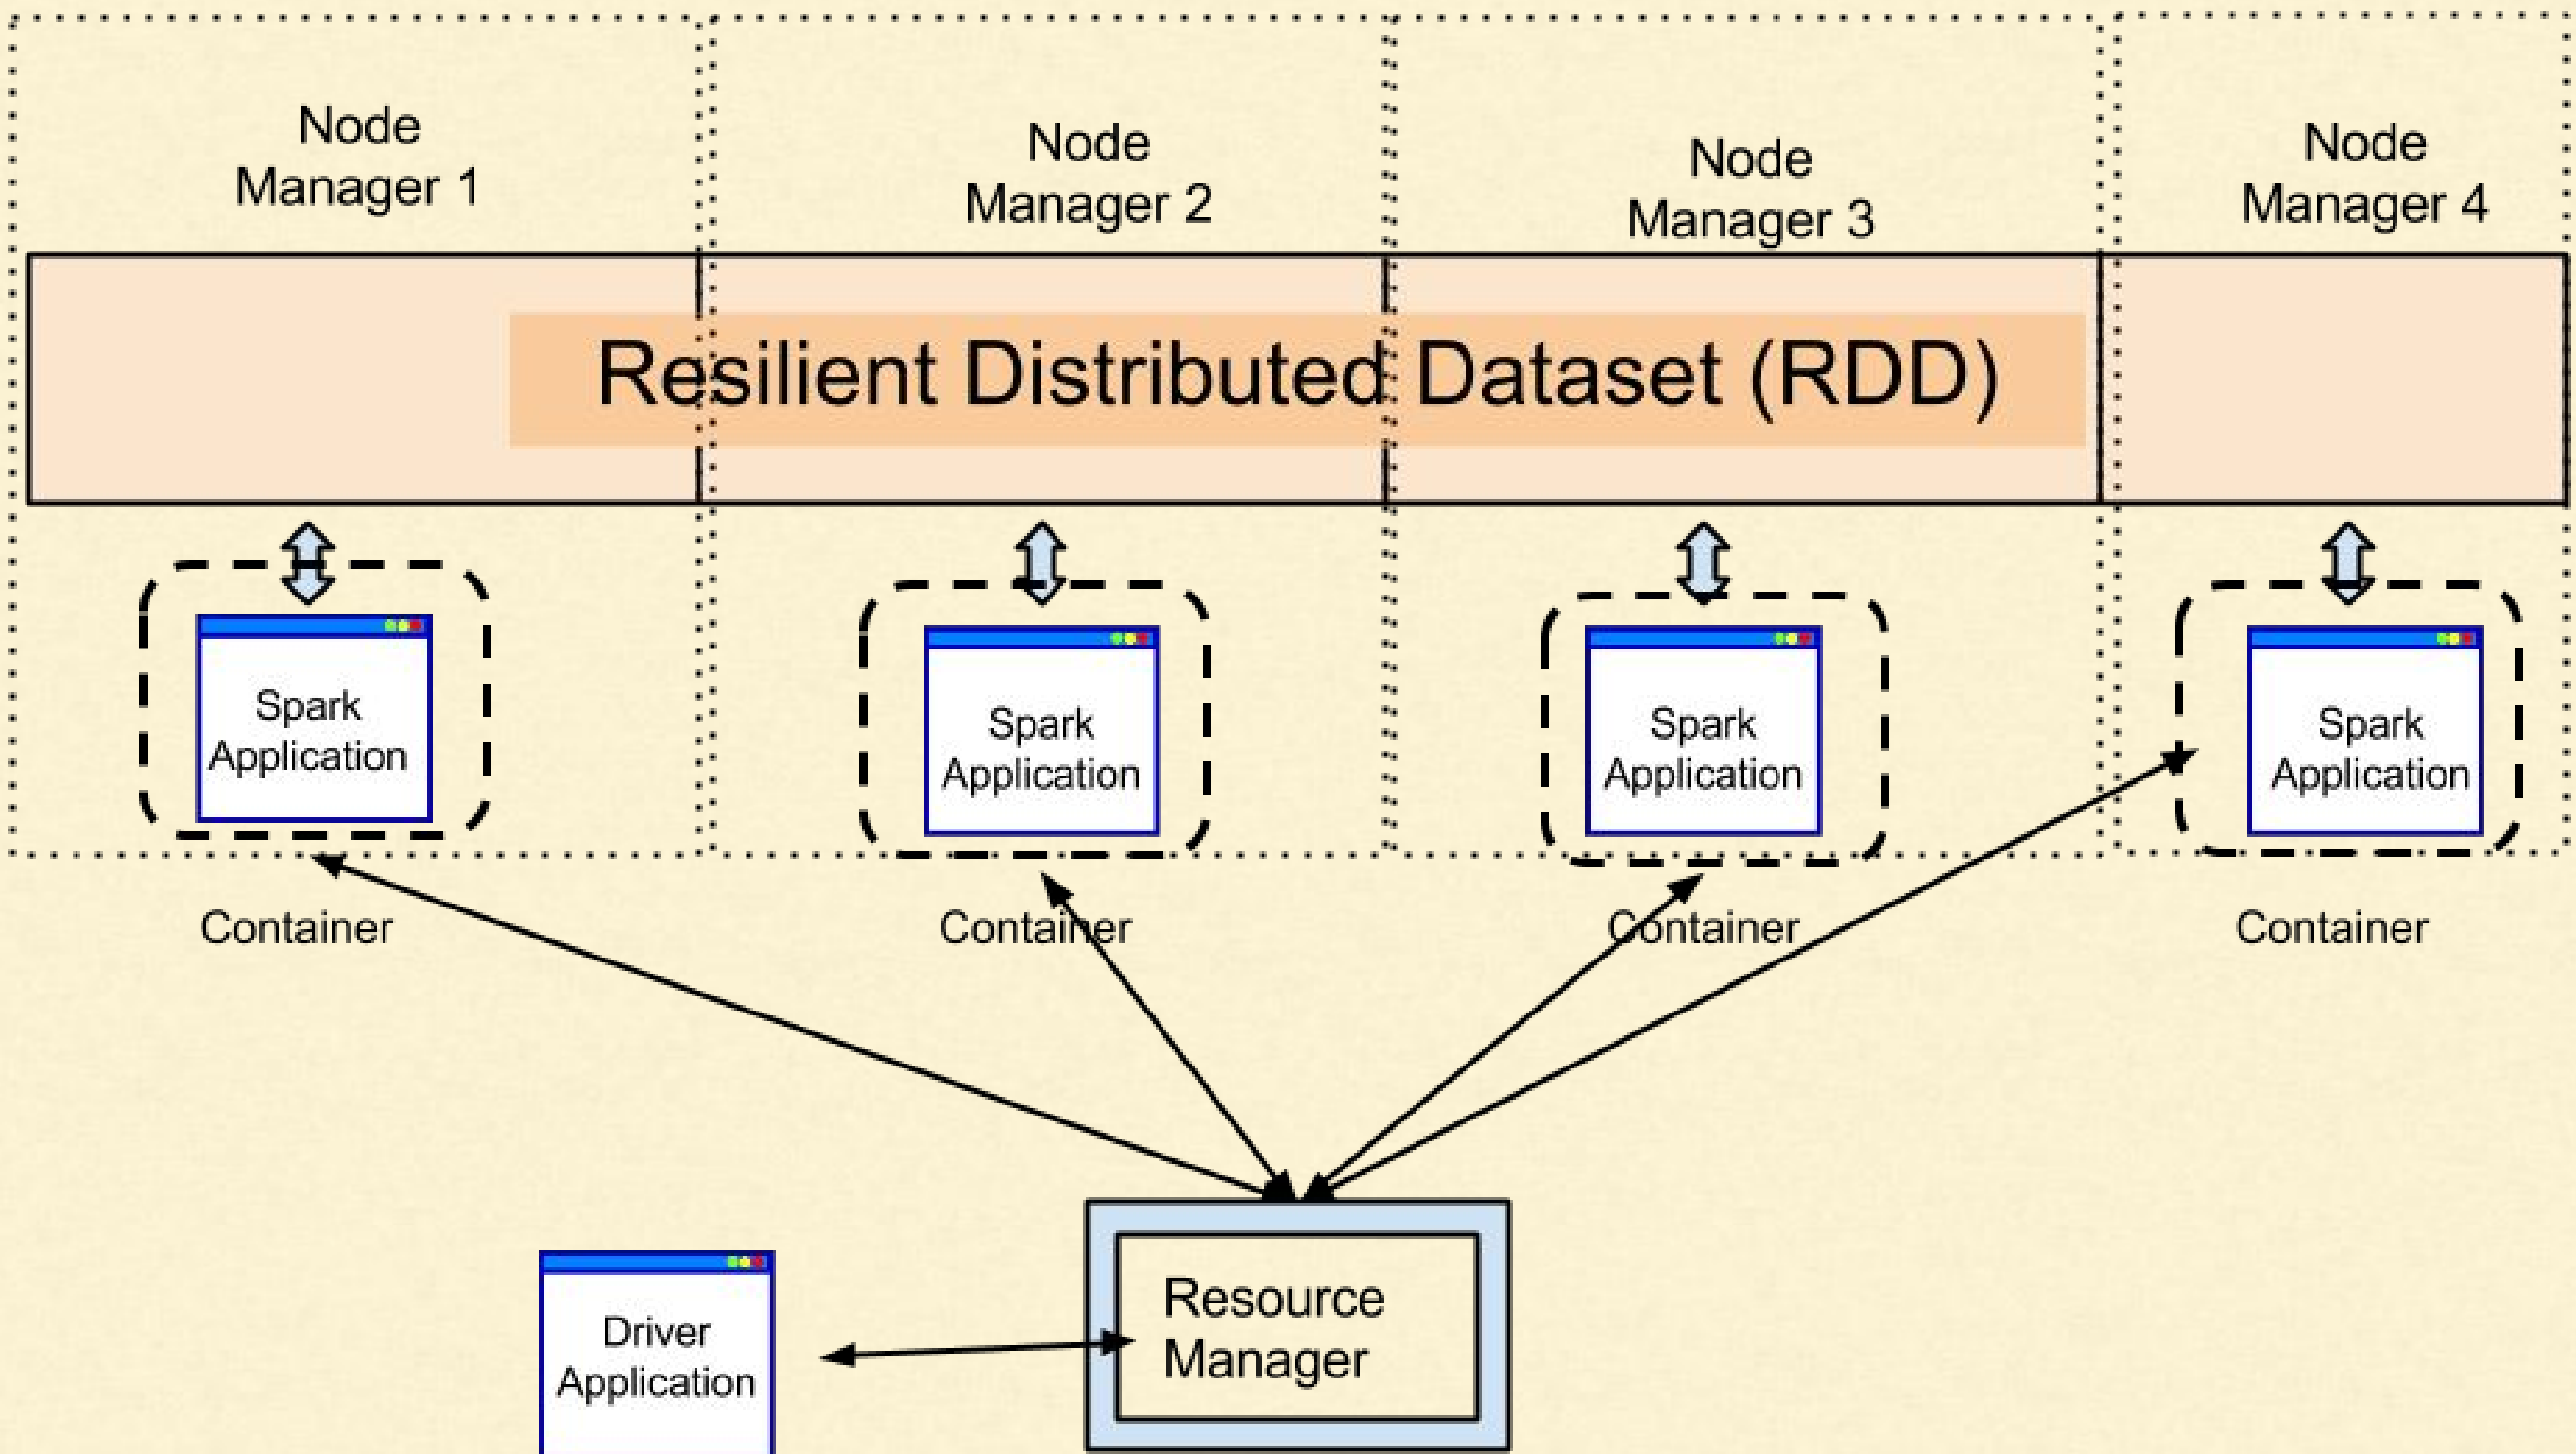 Node
Manager 1
Node
Manager 2
Node
Manager 3
Node
Manager 4
Resilient Distributed Dataset (RDD)
Spark
Application
Spark
Application
Spark
Application
Spark
Application
Container
Container
Container
Container
Driver
Application
Resource
Manager